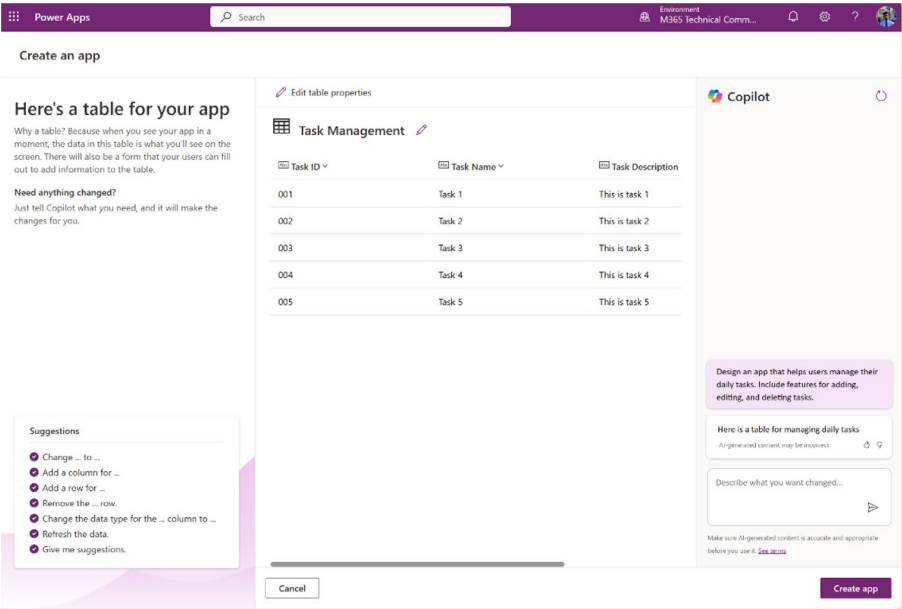 Power Apps
Search
Environment
M365 Technical Comm...
?
Create an app
Here's a table for your app
Why a table? Because when you see your app in a
moment, the data in this table is what you'll see on the
screen. There will also be a form that your users can fill
out to add information to the table.
Need anything changed?
Just tell Copilot what you need, and it will make the
changes for you.
Suggestions
Change ... to ...
Add a column for ...
Add a row for ...
Remove the ... row.
Change the data type for the ... column to ...
Refresh the data.
Give me suggestions.
Edit table properties
Task Management
Abc Task ID Abc Task Name Abc Task Description
001 Task 1 This is task 1
002 Task 2 This is task 2
003 Task 3 This is task 3
004 Task 4 This is task 4
005 Task 5 This is task 5
Cancel
Copilot
Design an app that helps users manage their
daily tasks. Include features for adding,
editing, and deleting tasks.
Here is a table for managing daily tasks
AI-generated content may be incorrect
Describe what you want changed...
Make sure AI-generated content is accurate and appropriate
before you use it. See terms
Create app